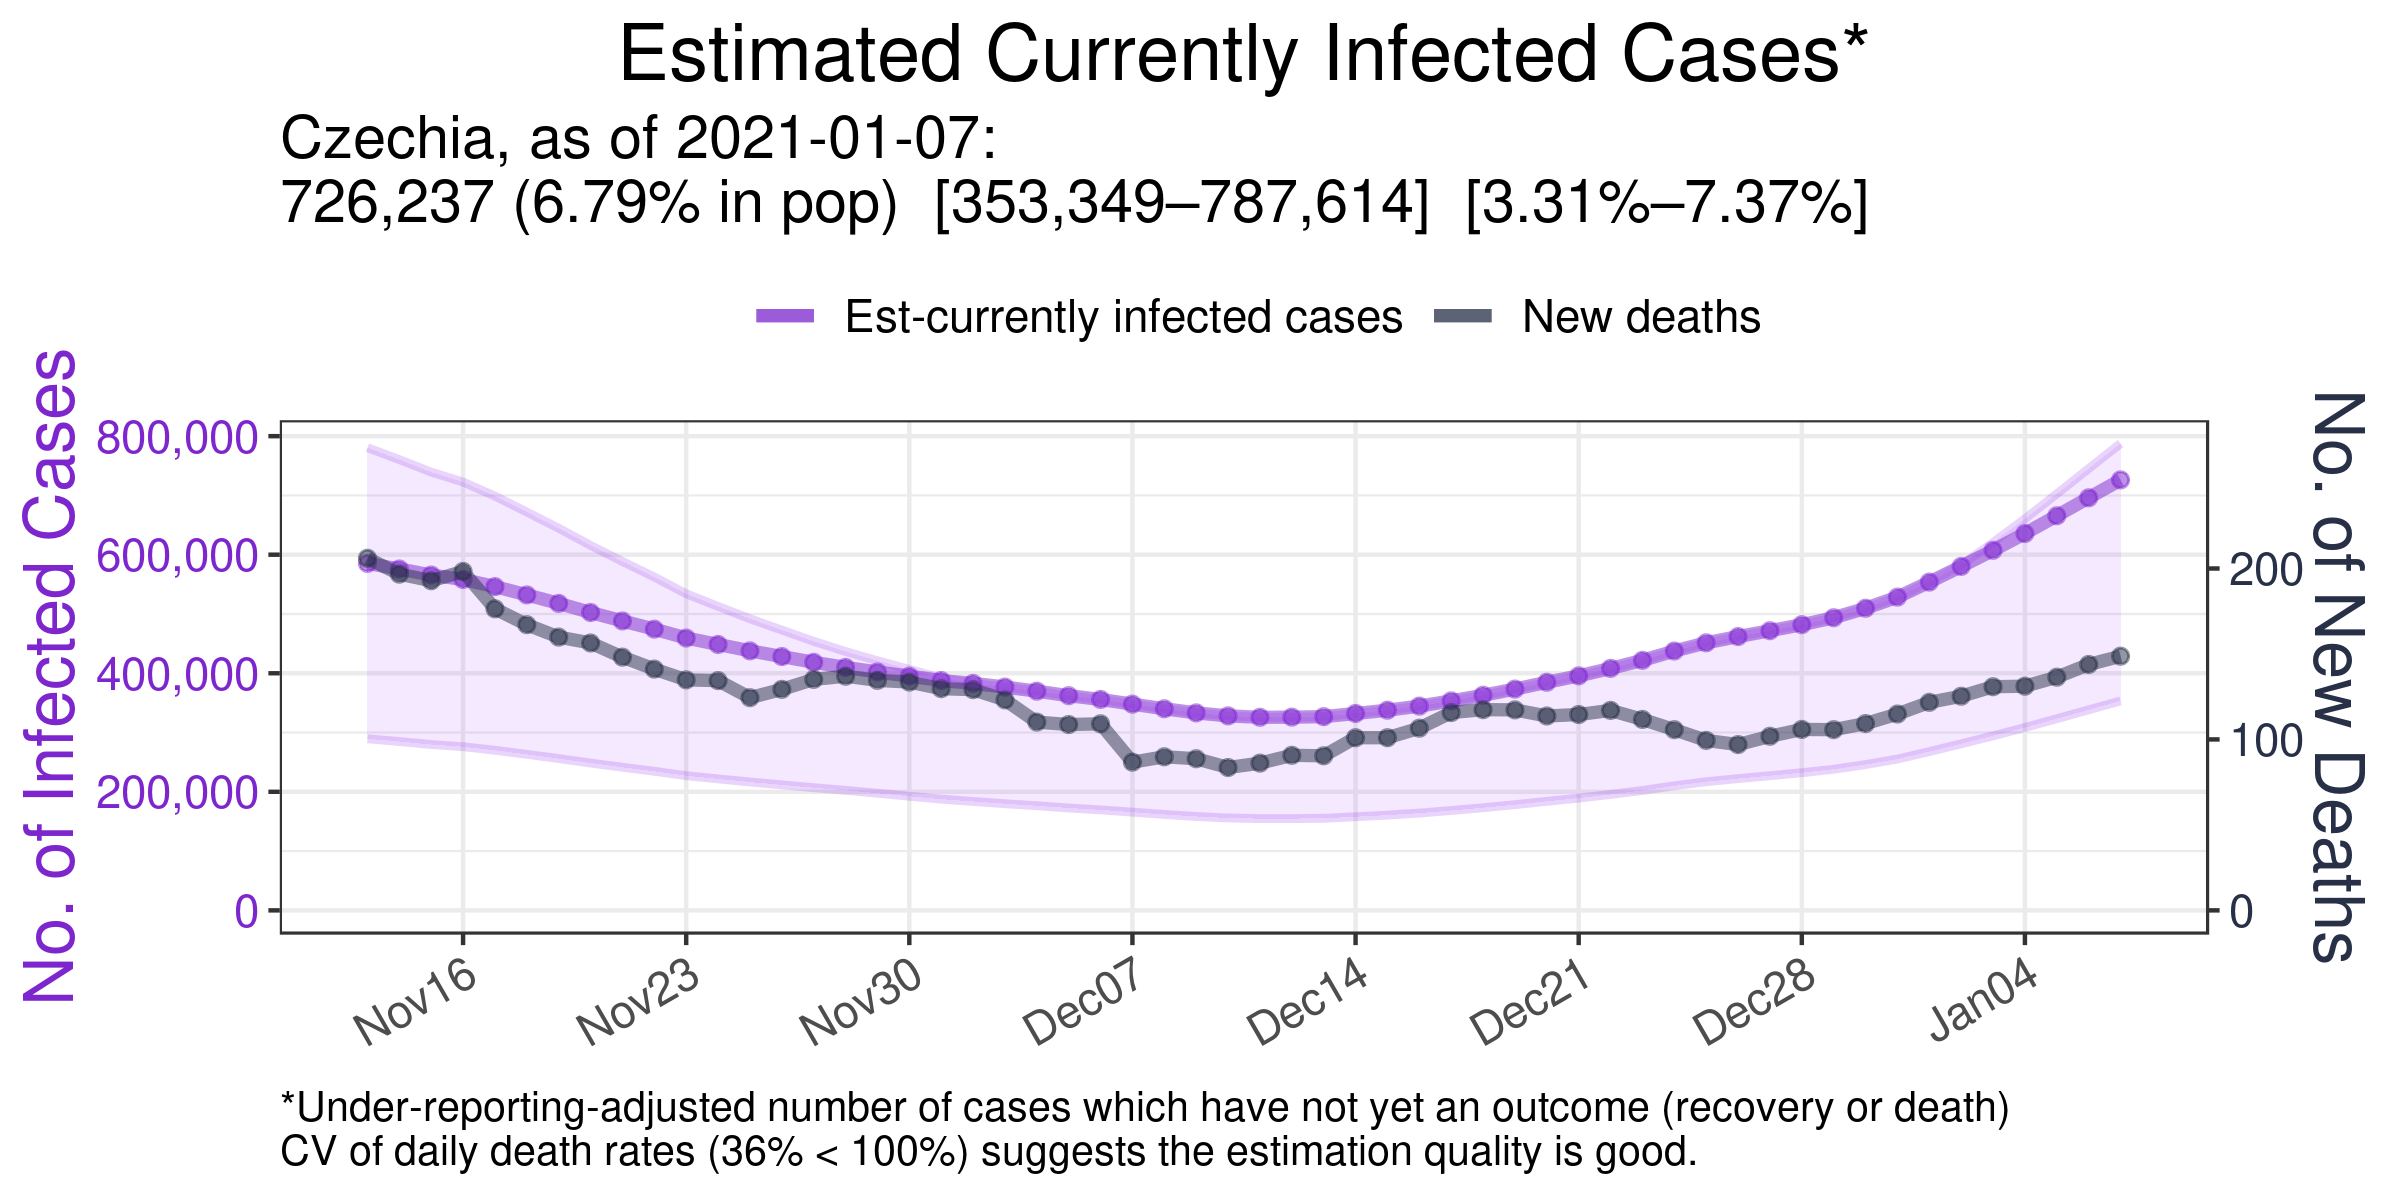 Estimated Currently Infected Cases*
Czechia, as of 2021-01-07:
726,237 (6.79% in pop) [353,349–787,614] [3.31%–7.37%]
Est-currently infected cases New deaths
No. of Infected Cases
800,000
600,000
400,000
200,000
0
200
100
0
No. of New Deaths
Nov16 Nov23 Nov30 Dec07 Dec14 Dec21 Dec28 Jan04
*Under-reporting-adjusted number of cases which have not yet an outcome (recovery or death)
CV of daily death rates (36% < 100%) suggests the estimation quality is good.